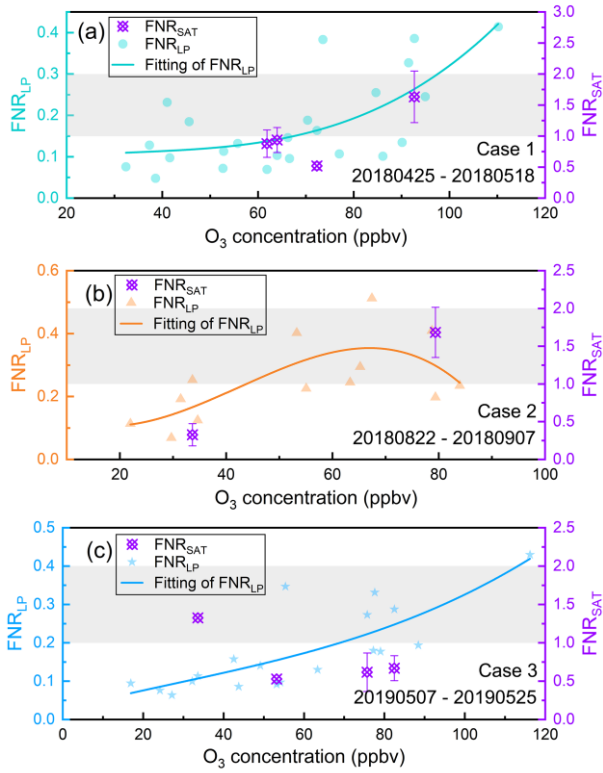 (a)
FNR_SAT
FNR_LP
Fitting of FNR_LP
Case 1
20180425 - 20180518
0.0
0.1
0.2
0.3
0.4
FNR_LP
0.0
0.5
1.0
1.5
2.0
2.5
3.0
FNR_SAT
20
40
60
80
100
120
O₃ concentration (ppbv)
(b)
FNR_SAT
FNR_LP
Fitting of FNR_LP
Case 2
20180822 - 20180907
0.0
0.2
0.4
0.6
FNR_LP
0.0
0.5
1.0
1.5
2.0
2.5
FNR_SAT
20
40
60
80
100
O₃ concentration (ppbv)
(c)
FNR_SAT
FNR_LP
Fitting of FNR_LP
Case 3
20190507 - 20190525
0.0
0.1
0.2
0.3
0.4
0.5
FNR_LP
0.0
0.5
1.0
1.5
2.0
2.5
FNR_SAT
0
20
40
60
80
100
120
O₃ concentration (ppbv)